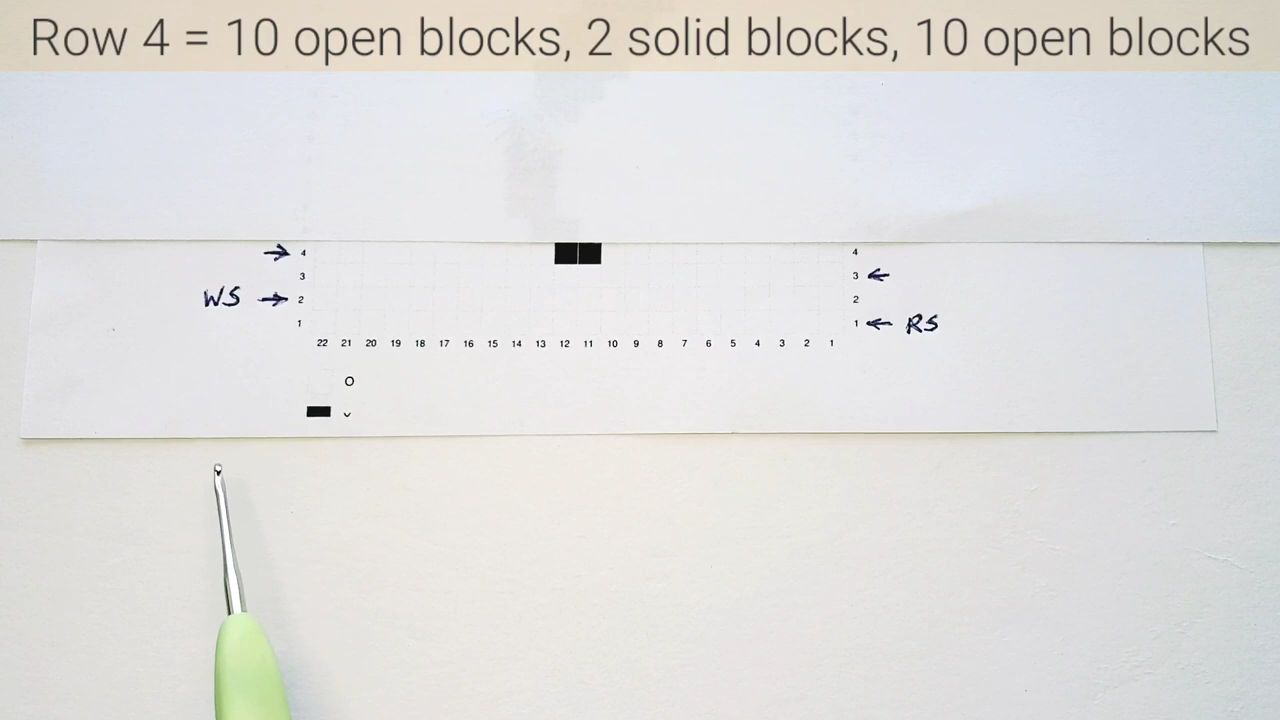 Row 4 = 10 open blocks, 2 solid blocks, 10 open blocks
→ 4 4
3 3 ←
WS → 2 2
1 1 ← RS
22 21 20 19 18 17 16 15 14 13 12 11 10 9 8 7 6 5 4 3 2 1
O
v